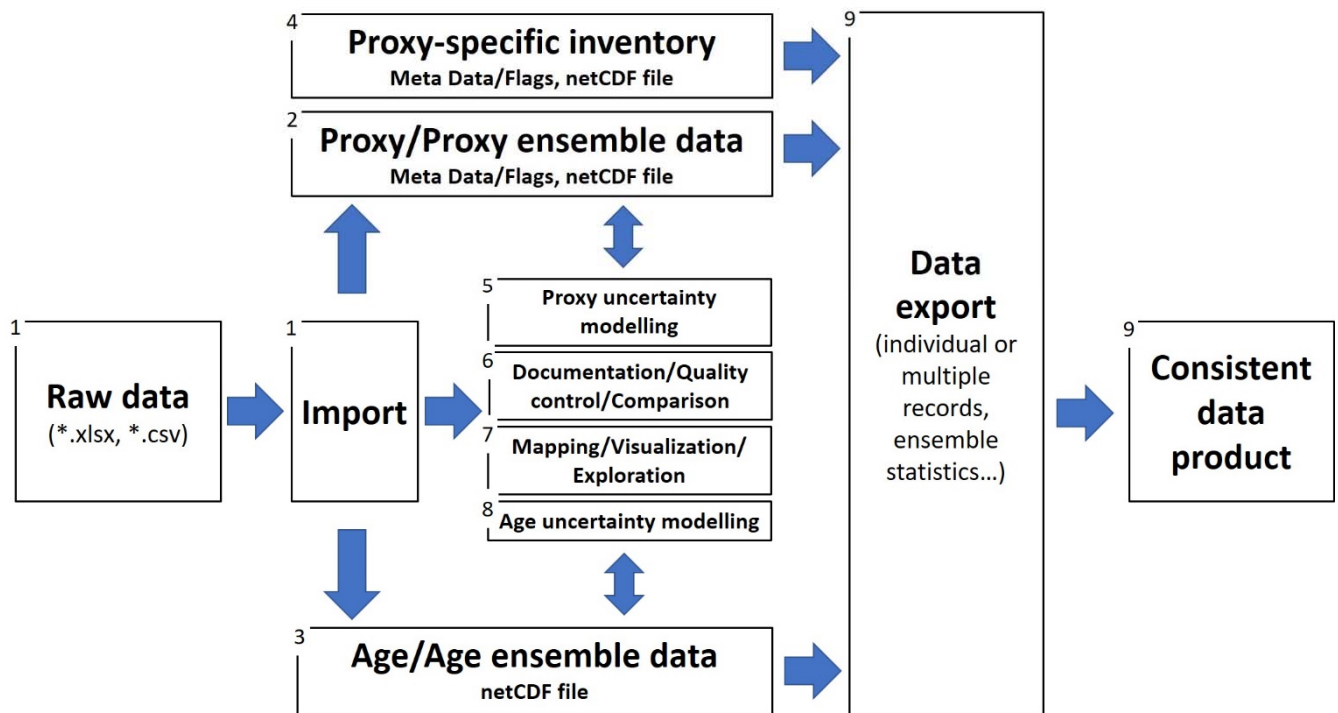 4
Proxy-specific inventory
Meta Data/Flags, netCDF file
2
Proxy/Proxy ensemble data
Meta Data/Flags, netCDF file
1
Raw data
(*.xlsx, *.csv)
1
Import
5
Proxy uncertainty
modelling
6
Documentation/Quality
control/Comparison
7
Mapping/Visualization/
Exploration
8
Age uncertainty modelling
3
Age/Age ensemble data
netCDF file
9
Data
export
(individual or
multiple
records,
ensemble
statistics...)
9
Consistent
data
product